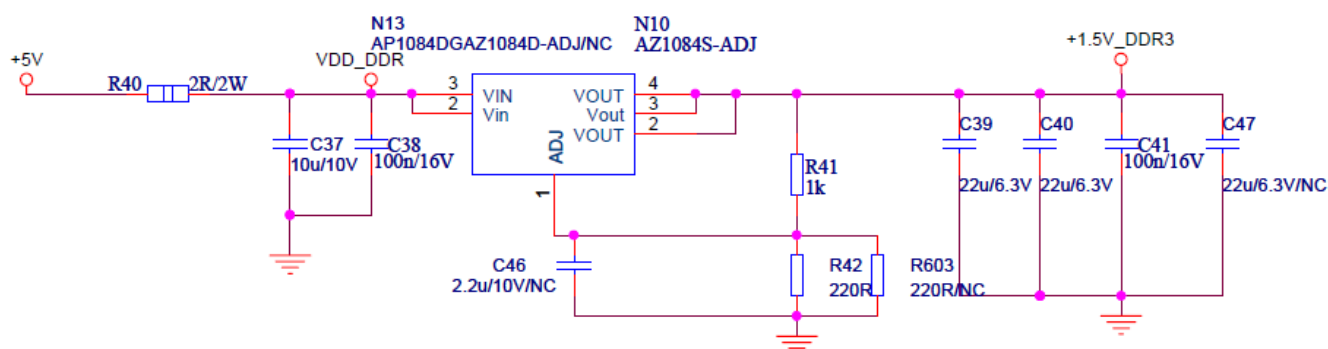 N13
AP1084DGAZ1084D-ADJ/NC
N10
AZ1084S-ADJ
+5V
R40
2R/2W
VDD_DDR
+1.5V_DDR3
3
VIN
2
Vin
VOUT
4
Vout
3
VOUT
2
ADJ
1
C37
10u/10V
C38
100n/16V
R41
1k
C39
22u/6.3V
C40
22u/6.3V
C41
100n/16V
C47
22u/6.3V/NC
C46
2.2u/10V/NC
R42
220R
R603
220R/NC